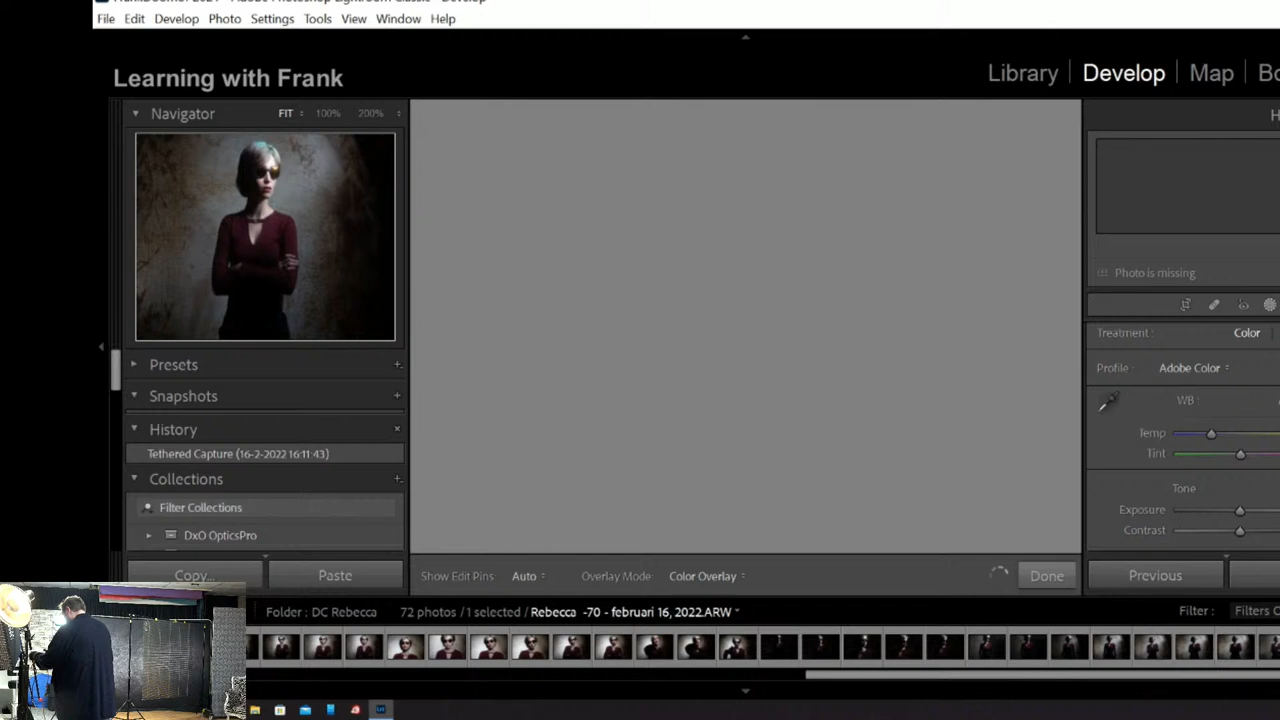 File Edit Develop Photo Settings Tools View Window Help
Learning with Frank
Library Develop Map
Navigator FIT 100% 200%
Photo is missing
Treatment : Color
Presets
Profile : Adobe Color
Snapshots
WB :
History
Temp
Tethered Capture (16-2-2022 16:11:43)
Tint
Collections
Tone
Filter Collections
Exposure
DxO OpticsPro
Contrast
Copy... Paste Show Edit Pins Auto Overlay Mode Color Overlay Done Previous
Folder : DC Rebecca 72 photos / 1 selected / Rebecca -70 - februari 16, 2022.ARW Filter : Filters O